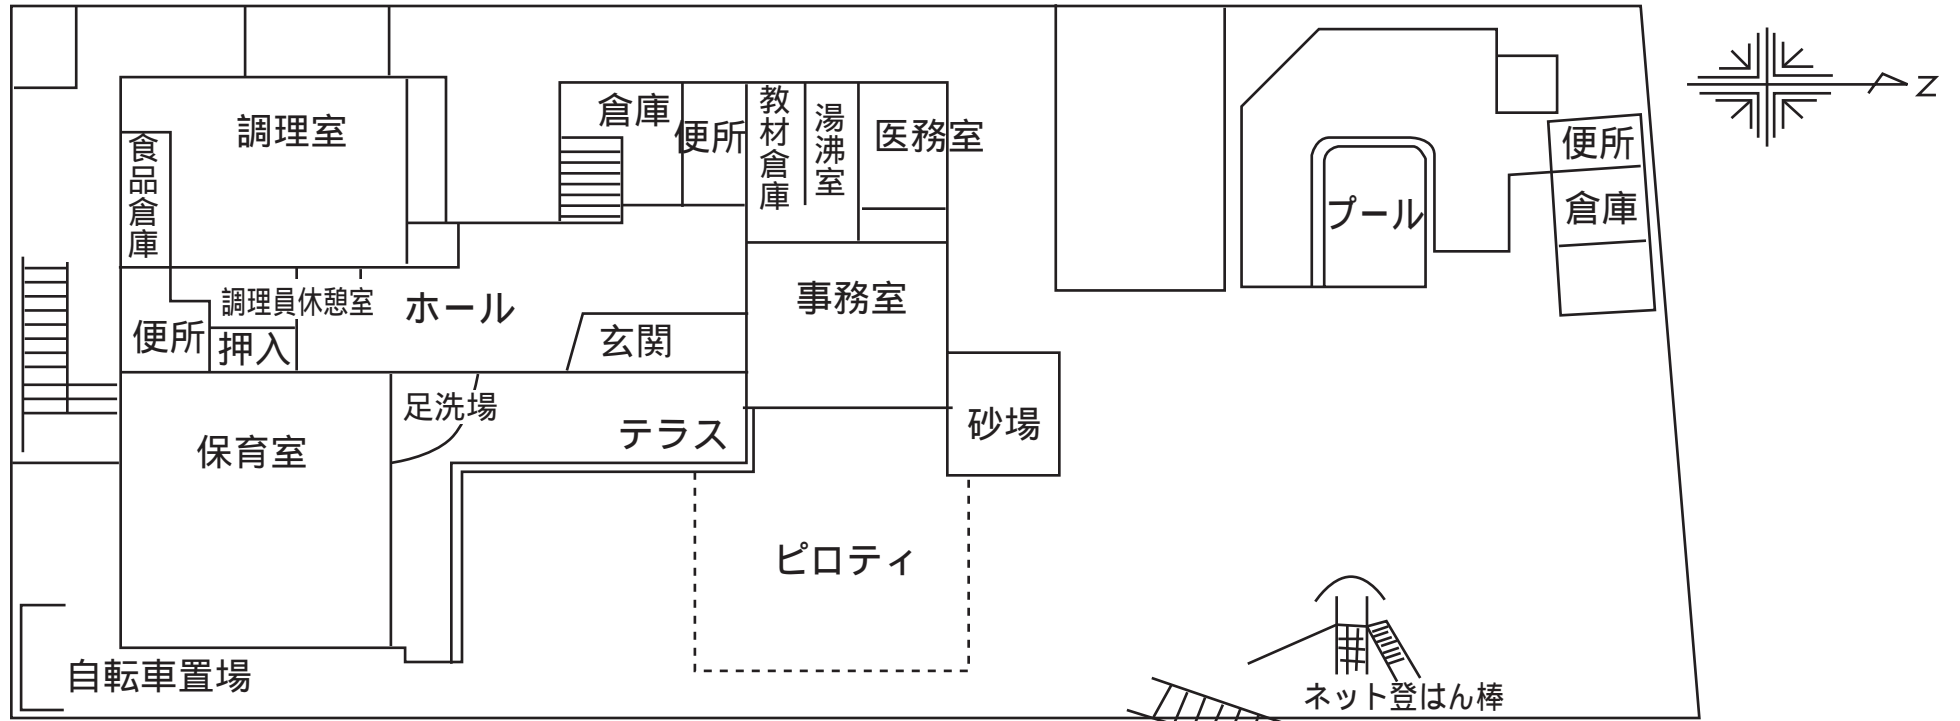 調理室
食品倉庫
倉庫
便所
教材倉庫
湯沸室
医務室
便所
倉庫
プール
Z
調理員休憩室
ホール
事務室
便所
押入
玄関
足洗場
テラス
砂場
保育室
ピロティ
自転車置場
ネット登はん棒